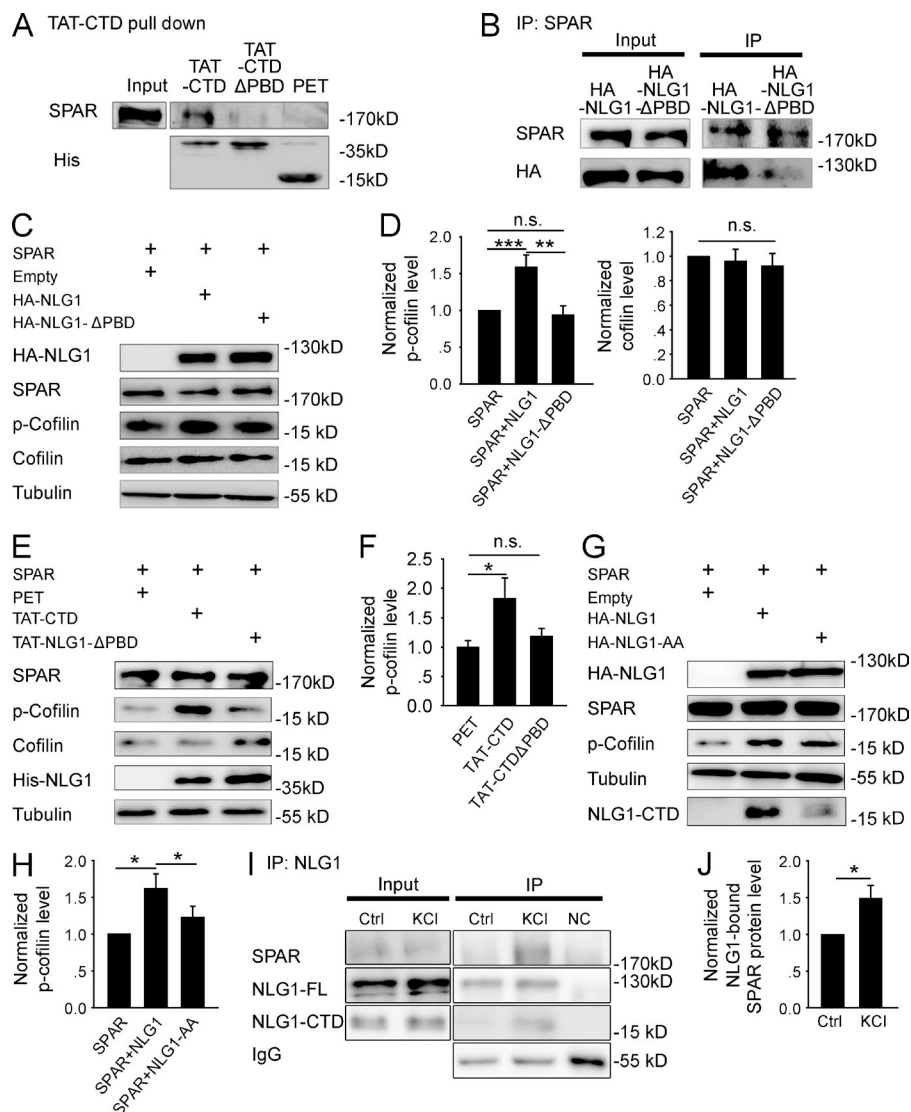 A TAT-CTD pull down
Input
TAT
-CTD
TAT
-CTD
ΔPBD
PET
SPAR
-170kD
His
-35kD
-15kD
B IP: SPAR
Input
IP
HA
-NLG1
HA
-NLG1
ΔPBD
HA
-NLG1-
HA
-NLG1
ΔPBD
SPAR
-170kD
HA
-130kD
C
SPAR + + +
Empty +
HA-NLG1 +
HA-NLG1-ΔPBD +
HA-NLG1 -130kD
SPAR -170kD
p-Cofilin -15 kD
Cofilin -15 kD
Tubulin -55 kD
D
Normalized
p-cofilin level
2.0
1.5
1.0
.5
0.0
n.s.
*** **
SPAR
SPAR+NLG1
SPAR+NLG1-ΔPBD
Normalized
cofilin level
1.2
1.0
.8
.6
.4
.2
0.0
n.s.
SPAR
SPAR+NLG1
SPAR+NLG1-ΔPBD
E
SPAR + + +
PET +
TAT-CTD +
TAT-NLG1-ΔPBD +
SPAR -170kD
p-Cofilin -15 kD
Cofilin -15 kD
His-NLG1 -35kD
Tubulin -55 kD
F
Normalized
p-cofilin levle
2.5
2.0
1.5
1.0
.5
0.0
n.s.
*
PET
TAT-CTD
TAT-CTDΔPBD
G
SPAR + + +
Empty +
HA-NLG1 +
HA-NLG1-AA +
HA-NLG1 -130kD
SPAR -170kD
p-Cofilin -15 kD
Tubulin -55 kD
NLG1-CTD -15 kD
H
Normalized
p-cofilin level
2.0
1.5
1.0
.5
0.0
* *
SPAR
SPAR+NLG1
SPAR+NLG1-AA
I IP: NLG1
Input IP
Ctrl KCl Ctrl KCl NC
SPAR -170kD
NLG1-FL -130kD
NLG1-CTD -15 kD
IgG -55 kD
J
Normalized
NLG1-bound
SPAR protein level
2.0
1.5
1.0
.5
0.0
*
Ctrl KCl